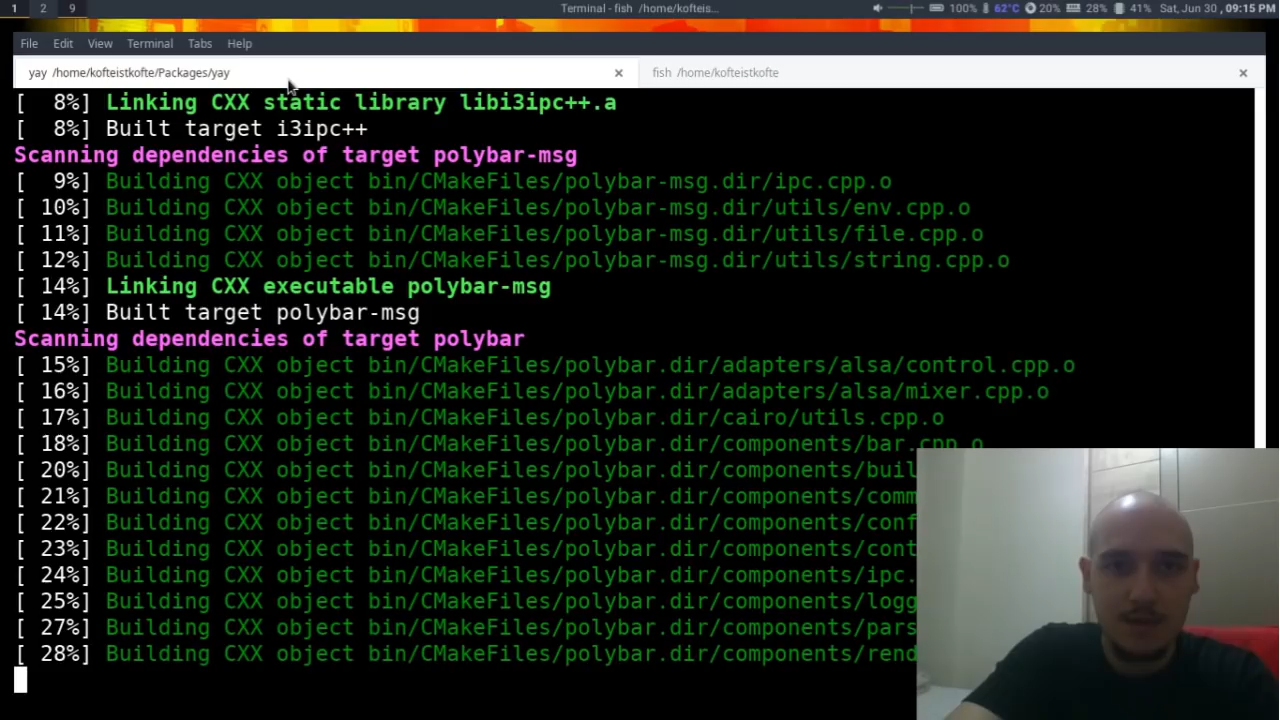 1 2 9 Terminal - fish /home/kofteis... 100% 62°C 20% 28% 41% Sat, Jun 30 , 09:15 PM
File Edit View Terminal Tabs Help
yay /home/kofteistkofte/Packages/yay × fish /home/kofteistkofte ×
[ 8%] Linking CXX static library libi3ipc++.a
[ 8%] Built target i3ipc++
Scanning dependencies of target polybar-msg
[ 9%] Building CXX object bin/CMakeFiles/polybar-msg.dir/ipc.cpp.o
[ 10%] Building CXX object bin/CMakeFiles/polybar-msg.dir/utils/env.cpp.o
[ 11%] Building CXX object bin/CMakeFiles/polybar-msg.dir/utils/file.cpp.o
[ 12%] Building CXX object bin/CMakeFiles/polybar-msg.dir/utils/string.cpp.o
[ 14%] Linking CXX executable polybar-msg
[ 14%] Built target polybar-msg
Scanning dependencies of target polybar
[ 15%] Building CXX object bin/CMakeFiles/polybar.dir/adapters/alsa/control.cpp.o
[ 16%] Building CXX object bin/CMakeFiles/polybar.dir/adapters/alsa/mixer.cpp.o
[ 17%] Building CXX object bin/CMakeFiles/polybar.dir/cairo/utils.cpp.o
[ 18%] Building CXX object bin/CMakeFiles/polybar.dir/components/bar.cpp.o
[ 20%] Building CXX object bin/CMakeFiles/polybar.dir/components/buil
[ 21%] Building CXX object bin/CMakeFiles/polybar.dir/components/comm
[ 22%] Building CXX object bin/CMakeFiles/polybar.dir/components/conf
[ 23%] Building CXX object bin/CMakeFiles/polybar.dir/components/cont
[ 24%] Building CXX object bin/CMakeFiles/polybar.dir/components/ipc.
[ 25%] Building CXX object bin/CMakeFiles/polybar.dir/components/logg
[ 27%] Building CXX object bin/CMakeFiles/polybar.dir/components/pars
[ 28%] Building CXX object bin/CMakeFiles/polybar.dir/components/rend